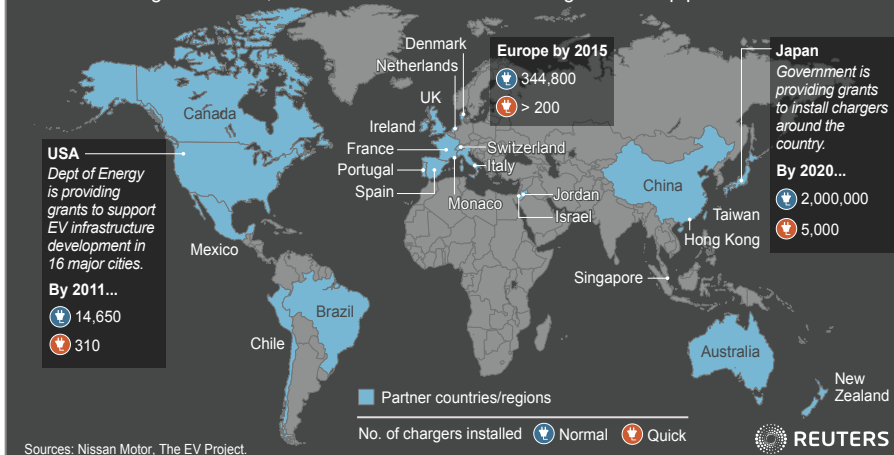 Denmark
Netherlands
UK
Ireland
France
Portugal
Spain
Monaco
Switzerland
Italy
Jordan
Israel
Canada
Mexico
Brazil
Chile
China
Taiwan
Hong Kong
Singapore
Australia
New
Zealand
USA
Dept of Energy
is providing
grants to support
EV infrastructure
development in
16 major cities.
By 2011...
14,650
310
Europe by 2015
344,800
> 200
Japan
Government is
providing grants
to install chargers
around the
country.
By 2020...
2,000,000
5,000
Partner countries/regions
No. of chargers installed Normal Quick
Sources: Nissan Motor, The EV Project.
REUTERS